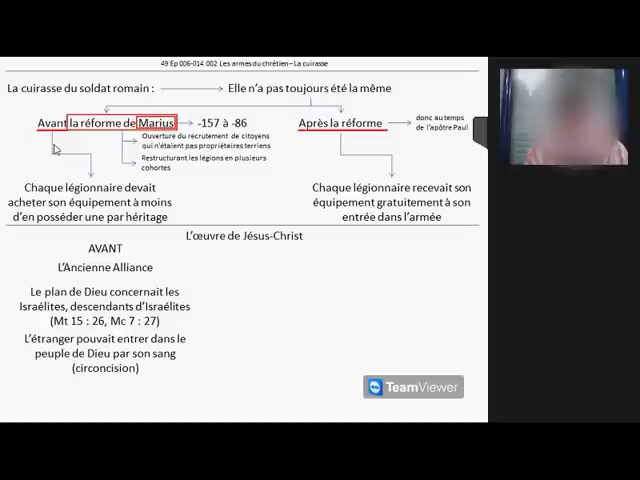 49 Ep 006-014 002 Les armes du chrétien – La cuirasse
La cuirasse du soldat romain : Elle n'a pas toujours été la même
Avant la réforme de Marius -157 à -86
Ouverture du recrutement de citoyens
qui n'étaient pas propriétaires terriens
Restructurant les légions en plusieurs
cohortes
Après la réforme
donc au temps
de l'apôtre Paul
Chaque légionnaire devait
acheter son équipement à moins
d'en posséder une par héritage
Chaque légionnaire recevait son
équipement gratuitement à son
entrée dans l'armée
L'œuvre de Jésus-Christ
AVANT
L'Ancienne Alliance
Le plan de Dieu concernait les
Israélites, descendants d'Israélites
(Mt 15 : 26, Mc 7 : 27)
L'étranger pouvait entrer dans le
peuple de Dieu par son sang
(circoncision)
TeamViewer